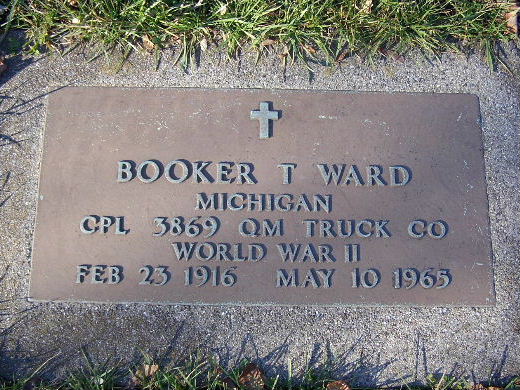 BOOKER T WARD
MICHIGAN
CPL 3869 QM TRUCK CO
WORLD WAR II
FEB 23 1916 MAY 10 1965